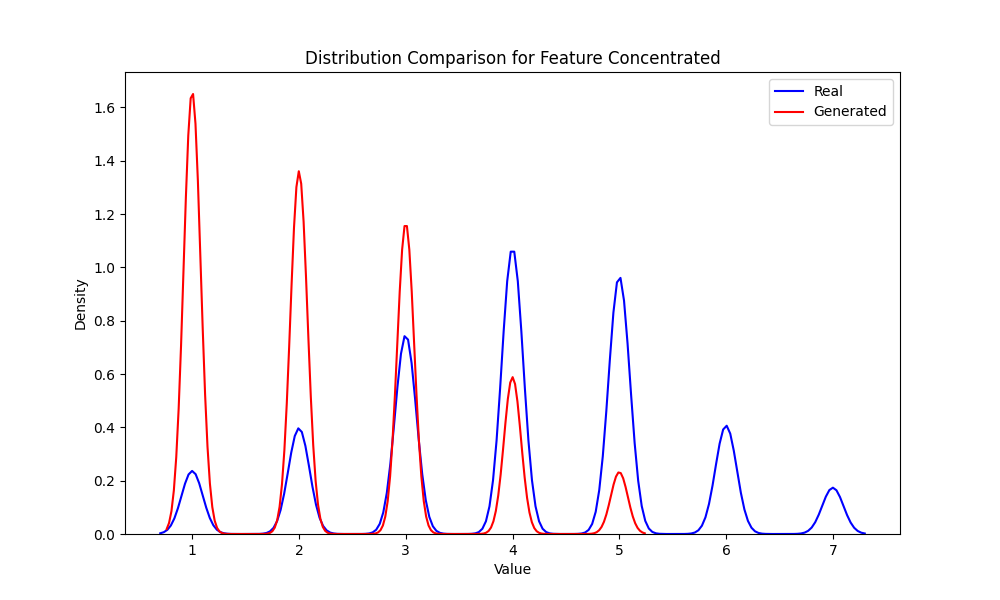 Distribution Comparison for Feature Concentrated
Real
Generated
Density
1.6
1.4
1.2
1.0
0.8
0.6
0.4
0.2
0.0
1 2 3 4 5 6 7
Value